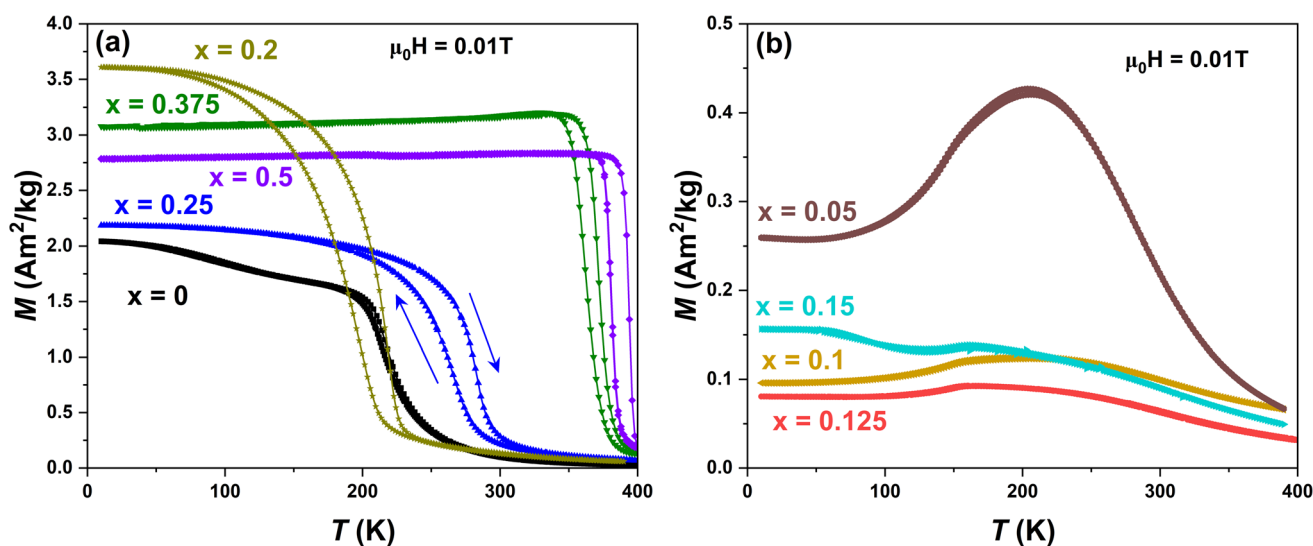 (a)
μ₀H = 0.01T
x = 0.2
x = 0.375
x = 0.5
x = 0.25
x = 0
M (Am²/kg)
4.0
3.5
3.0
2.5
2.0
1.5
1.0
0.5
0.0
0 100 200 300 400
T (K)
(b)
μ₀H = 0.01T
x = 0.05
x = 0.15
x = 0.1
x = 0.125
M (Am²/kg)
0.5
0.4
0.3
0.2
0.1
0.0
0 100 200 300 400
T (K)